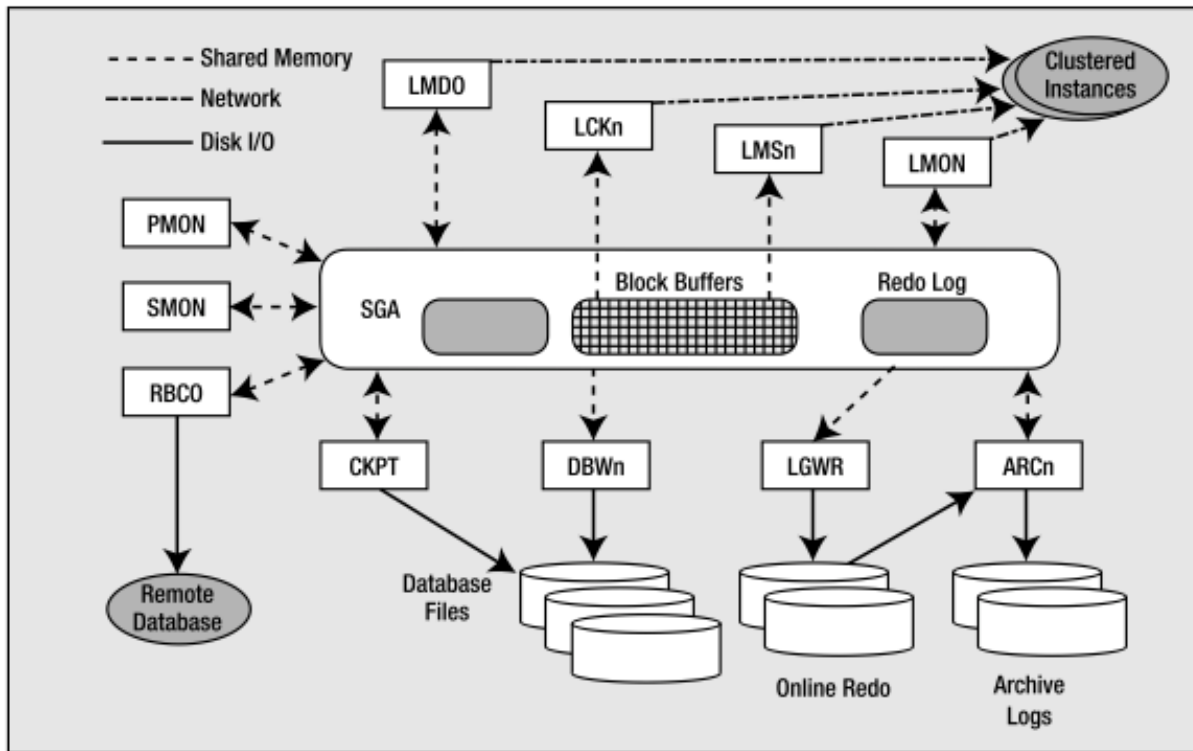 Shared Memory
Network
Disk I/O
LMDO
LCKn
LMSn
LMON
Clustered
Instances
PMON
SMON
RBCO
SGA
Block Buffers
Redo Log
CKPT
DBWn
LGWR
ARCn
Remote
Database
Database
Files
Online Redo
Archive
Logs